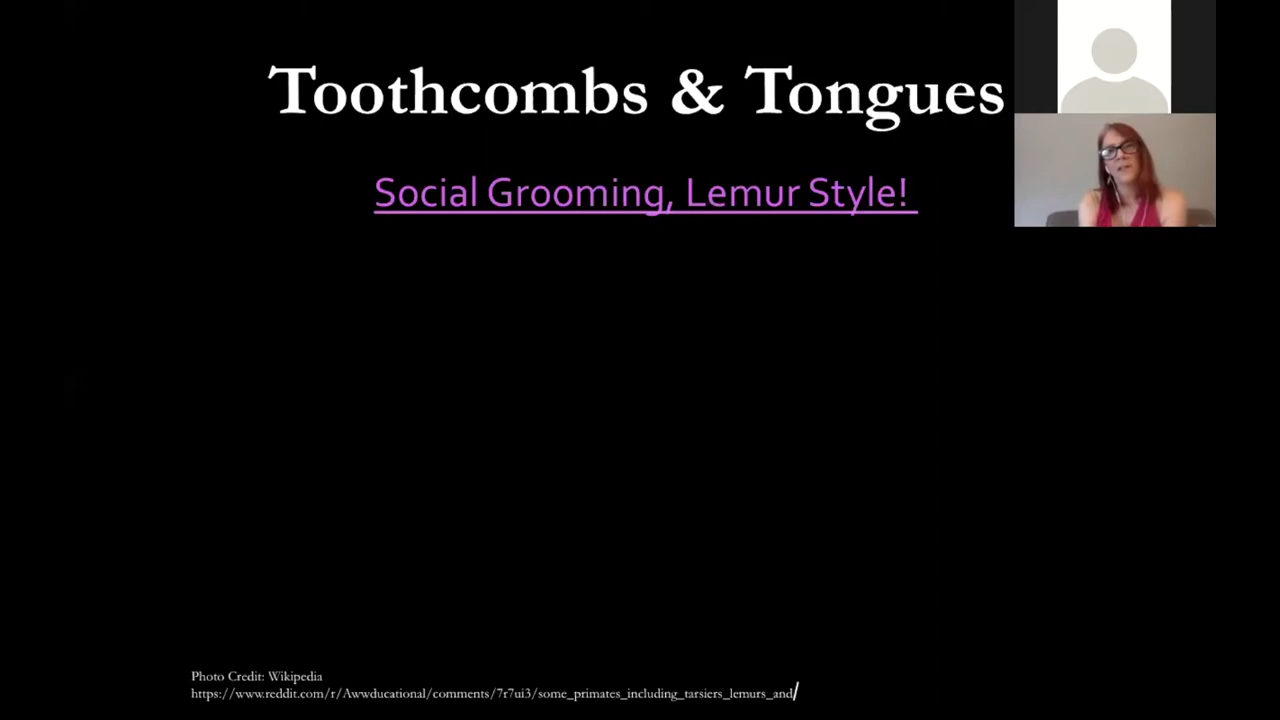 Toothcombs & Tongues
Social Grooming, Lemur Style!
Photo Credit: Wikipedia
https://www.reddit.com/r/Awwducational/comments/7r7ui3/some_primates_including_tarsiers_lemurs_and/